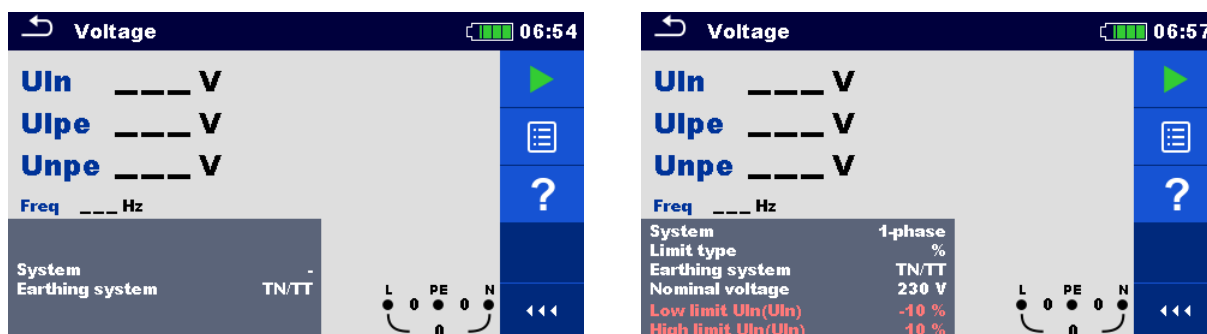 Voltage 06:54
Uln ___ V
Ulpe ___ V
Unpe ___ V
Freq ___ Hz
System -
Earthing system TN/TT
L PE N
0 0
0
?
Voltage 06:57
Uln ___ V
Ulpe ___ V
Unpe ___ V
Freq ___ Hz
System 1-phase
Limit type %
Earthing system TN/TT
Nominal voltage 230 V
Low limit Uln(Uln) -10 %
High limit Uln(Uln) 10 %
L PE N
0 0
0
?